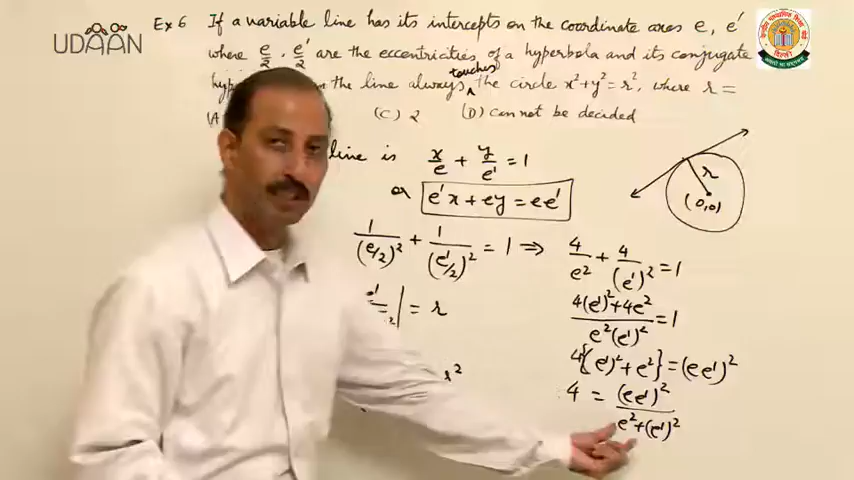 UDAAN
Ex 6 If a variable line has its intercepts on the coordinate axes e, e'
where e/2, e'/2 are the eccentricities of a hyperbola and its conjugate
the line always touches the circle x²+y²=r², where r =
(C) 2 (D) cannot be decided
line is x/e + y/e' = 1
or e'x + ey = ee'
r
(0,0)
1/(e/2)² + 1/(e'/2)² = 1 ⇒ 4/e² + 4/(e')² = 1
= r
(4(e')²+4e²)/(e²(e')²) = 1
4{(e')²+e²} = (ee')²
4 = (ee')²/(e²+(e')²)